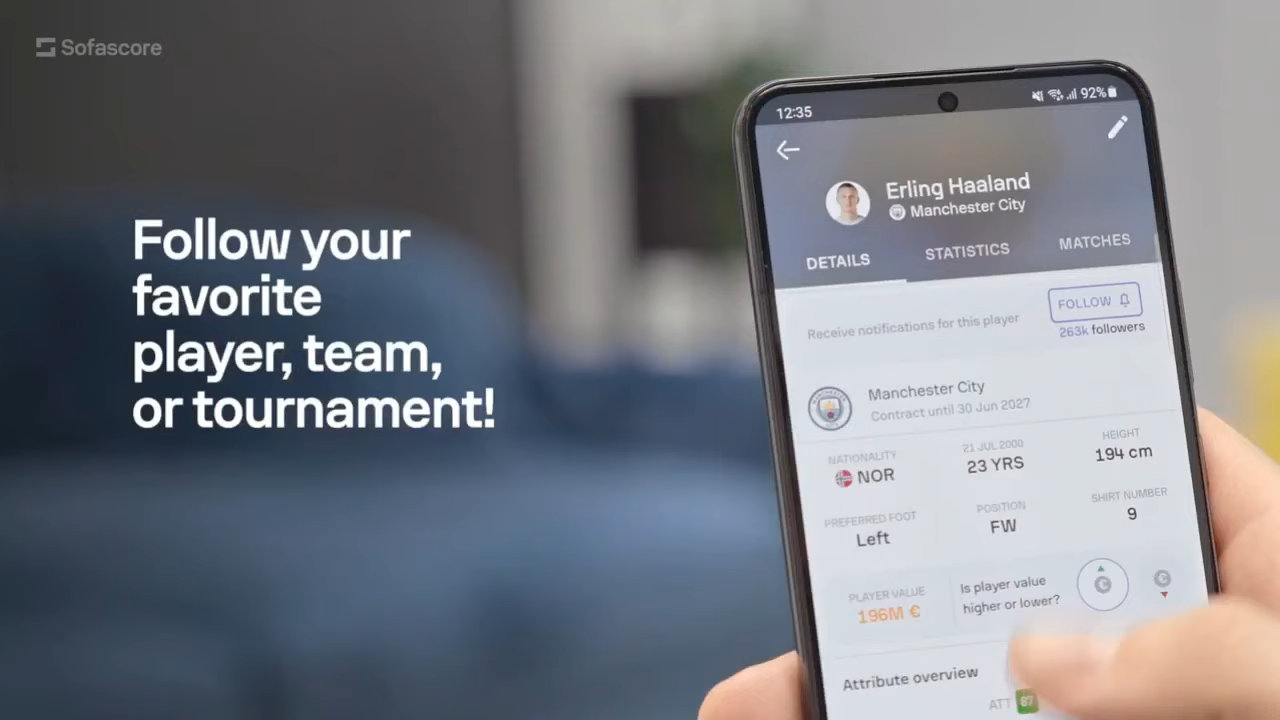 Sofascore
Follow your
favorite
player, team,
or tournament!
12:35
92%
Erling Haaland
Manchester City
DETAILS
STATISTICS
MATCHES
Receive notifications for this player
FOLLOW
263k followers
Manchester City
Contract until 30 Jun 2027
NATIONALITY
NOR
21 JUL 2000
23 YRS
HEIGHT
194 cm
PREFERRED FOOT
Left
POSITION
FW
SHIRT NUMBER
9
PLAYER VALUE
196M €
Is player value
higher or lower?
Attribute overview
ATT 87